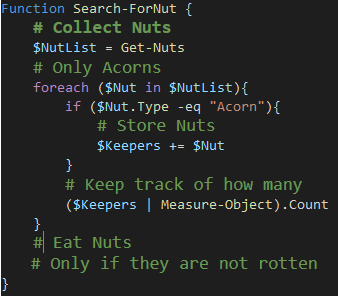 Function Search-ForNut {
    # Collect Nuts
    $NutList = Get-Nuts
    # Only Acorns
    foreach ($Nut in $NutList){
        if ($Nut.Type -eq "Acorn"){
            # Store Nuts
            $Keepers += $Nut
        }
        # Keep track of how many
        ($Keepers | Measure-Object).Count
    }
    # Eat Nuts
    # Only if they are not rotten
}